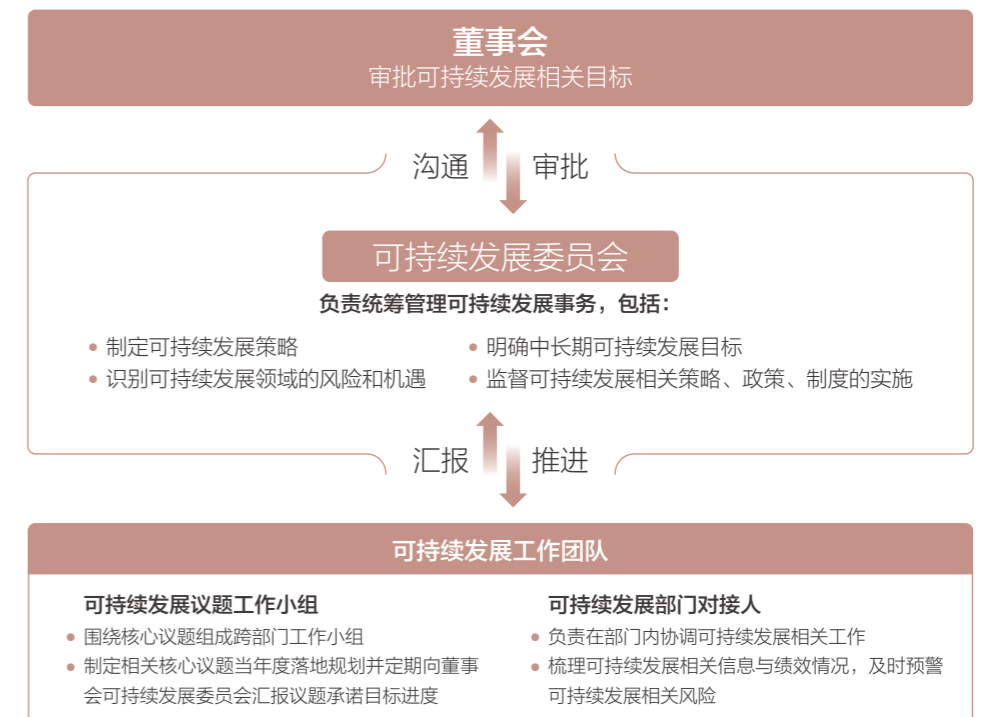 董事会
审批可持续发展相关目标
沟通
审批
可持续发展委员会
负责统筹管理可持续发展事务，包括：
制定可持续发展策略
识别可持续发展领域的风险和机遇
明确中长期可持续发展目标
监督可持续发展相关策略、政策、制度的实施
汇报
推进
可持续发展工作团队
可持续发展议题工作小组
围绕核心议题组成跨部门工作小组
制定相关核心议题当年度落地规划并定期向董事
会可持续发展委员会汇报议题承诺目标进度
可持续发展部门对接人
负责在部门内协调可持续发展相关工作
梳理可持续发展相关信息与绩效情况，及时预警
可持续发展相关风险